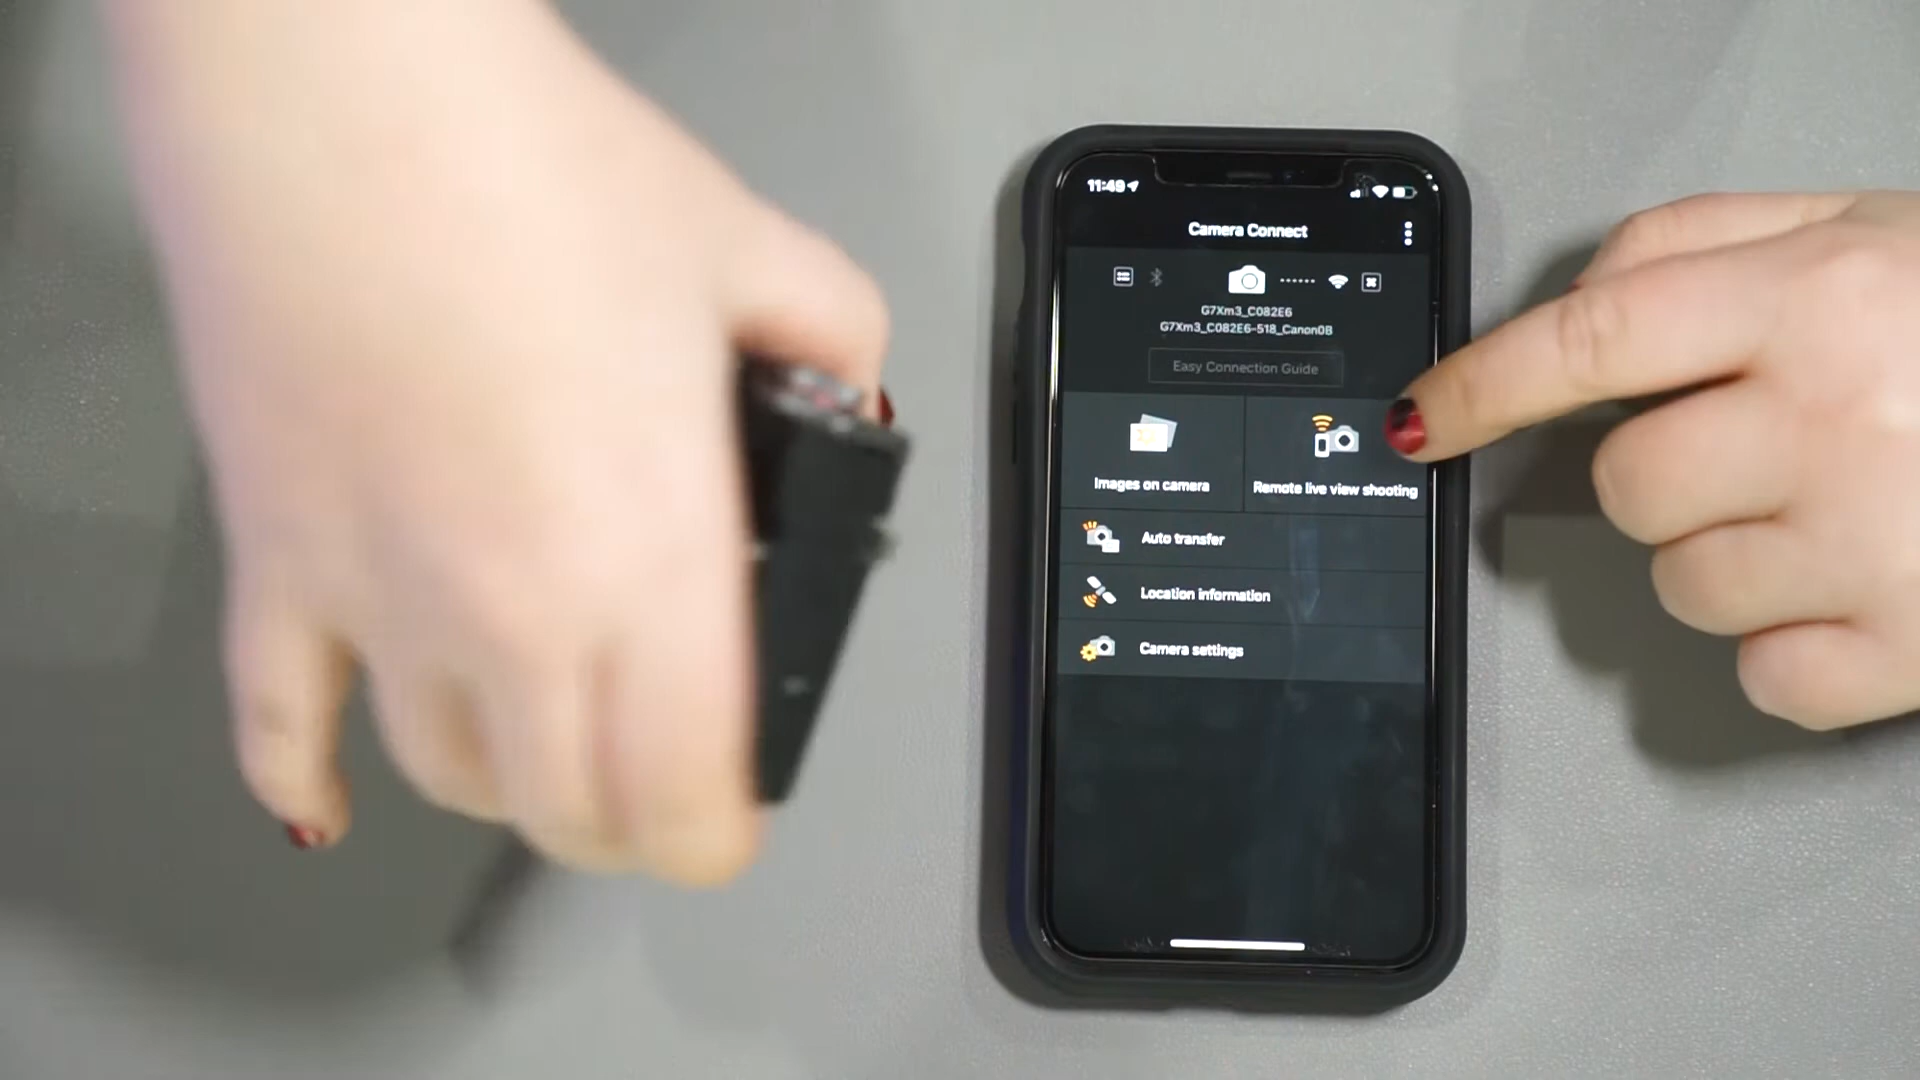 11:49
Camera Connect
G7Xm3_C082E6
G7Xm3_C082E6-518_Canon0B
Easy Connection Guide
Images on camera
Remote live view shooting
Auto transfer
Location information
Camera settings